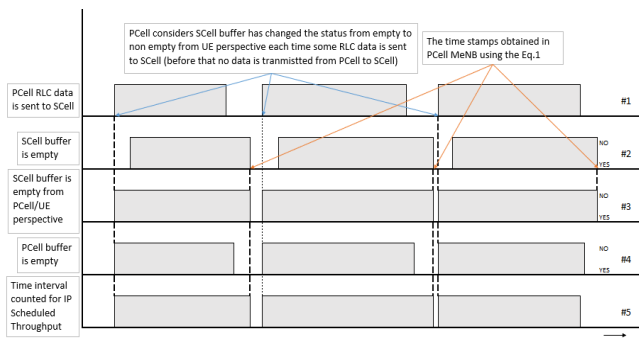 PCell considers SCell buffer has changed the status from empty to
non empty from UE perspective each time some RLC data is sent
to SCell (before that no data is tranmistted from PCell to SCell)
The time stamps obtained in
PCell MeNB using the Eq.1
PCell RLC data
is sent to SCell
#1
SCell buffer
is empty
NO
#2
YES
SCell buffer is
empty from
PCell/UE
perspective
NO
#3
YES
PCell buffer
is empty
NO
#4
YES
Time interval
counted for IP
Scheduled
Throughput
#5